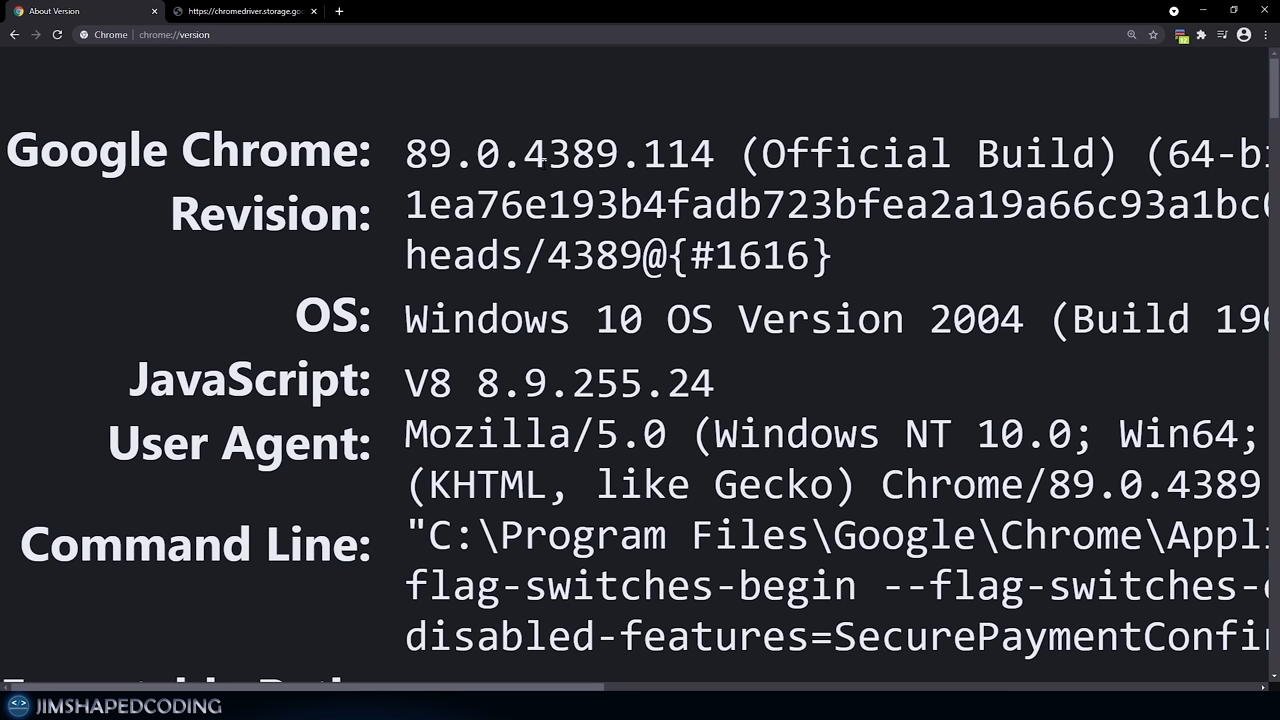 About Version
https://chromedriver.storage.go
Chrome
chrome://version
12
Google Chrome: 89.0.4389.114 (Official Build) (64-bi
Revision: 1ea76e193b4fadb723bfea2a19a66c93a1bc
heads/4389@{#1616}
OS: Windows 10 OS Version 2004 (Build 190
JavaScript: V8 8.9.255.24
User Agent: Mozilla/5.0 (Windows NT 10.0; Win64;
(KHTML, like Gecko) Chrome/89.0.4389
Command Line: "C:\Program Files\Google\Chrome\Appli
flag-switches-begin --flag-switches-e
disabled-features=SecurePaymentConfir
JIMSHAPEDCODING